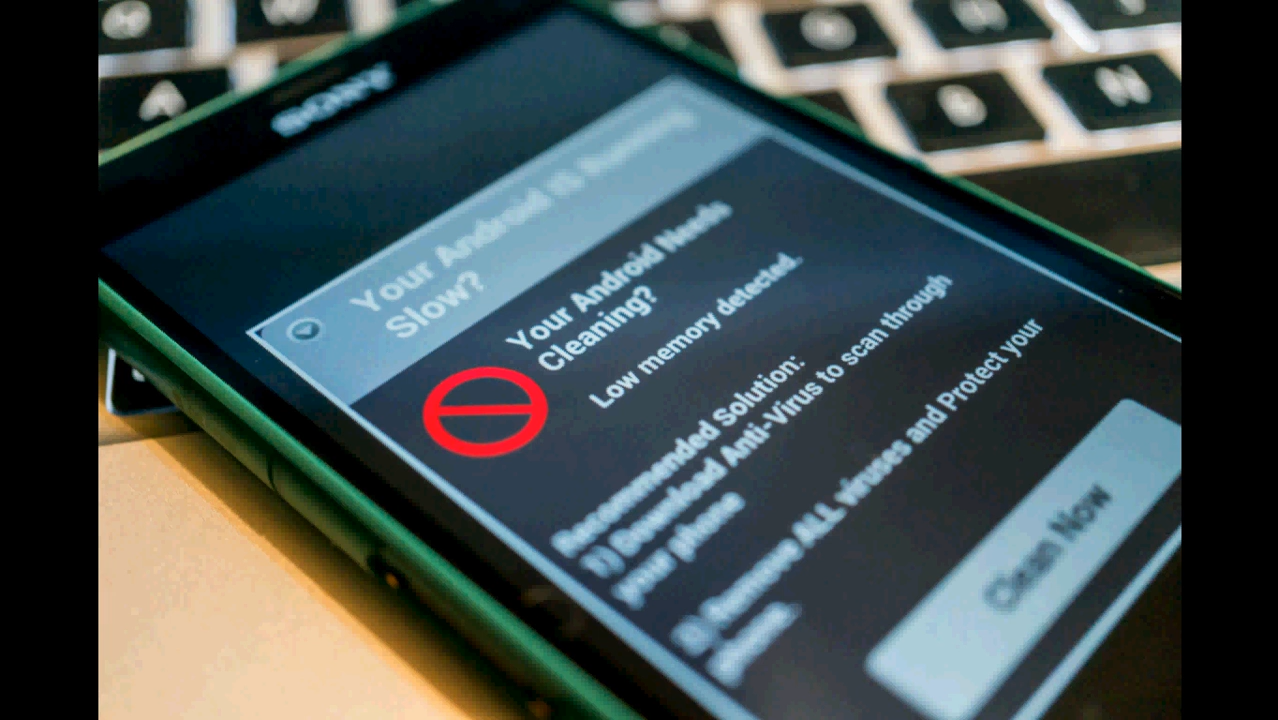 W
A
B
N
SONY
Your Android is Running
Slow?
Your Android Needs
Cleaning?
Low memory detected.
Recommended Solution:
1) Download Anti-Virus to scan through
your phone
2) Remove ALL viruses and Protect your
phone.
Clean Now